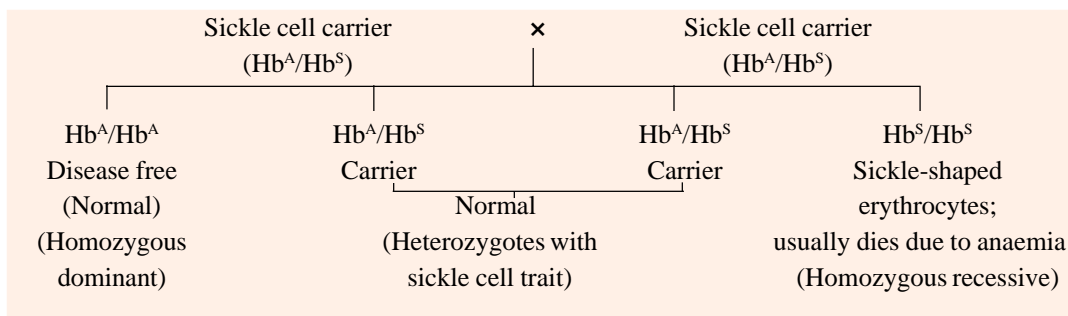 Sickle cell carrier × Sickle cell carrier
(Hbᴬ/Hbˢ) (Hbᴬ/Hbˢ)
Hbᴬ/Hbᴬ Hbᴬ/Hbˢ Hbᴬ/Hbˢ Hbˢ/Hbˢ
Disease free Carrier Carrier Sickle-shaped
(Normal) Normal erythrocytes;
(Homozygous (Heterozygotes with usually dies due to anaemia
dominant) sickle cell trait) (Homozygous recessive)